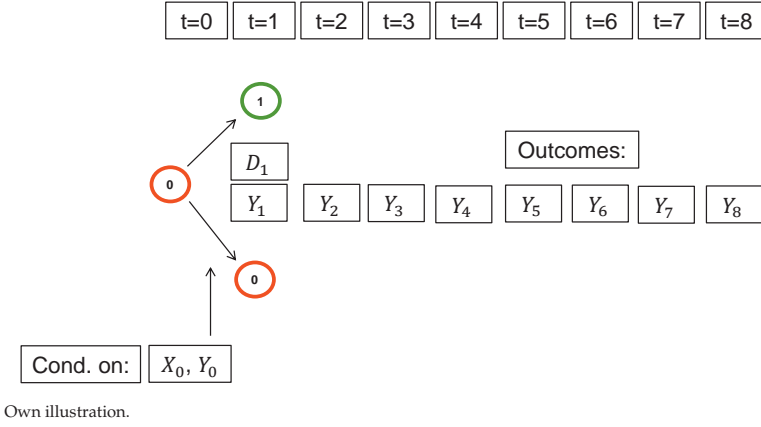 t=0 t=1 t=2 t=3 t=4 t=5 t=6 t=7 t=8
1
D₁ Outcomes:
0
Y₁ Y₂ Y₃ Y₄ Y₅ Y₆ Y₇ Y₈
0
Cond. on: X₀, Y₀
Own illustration.